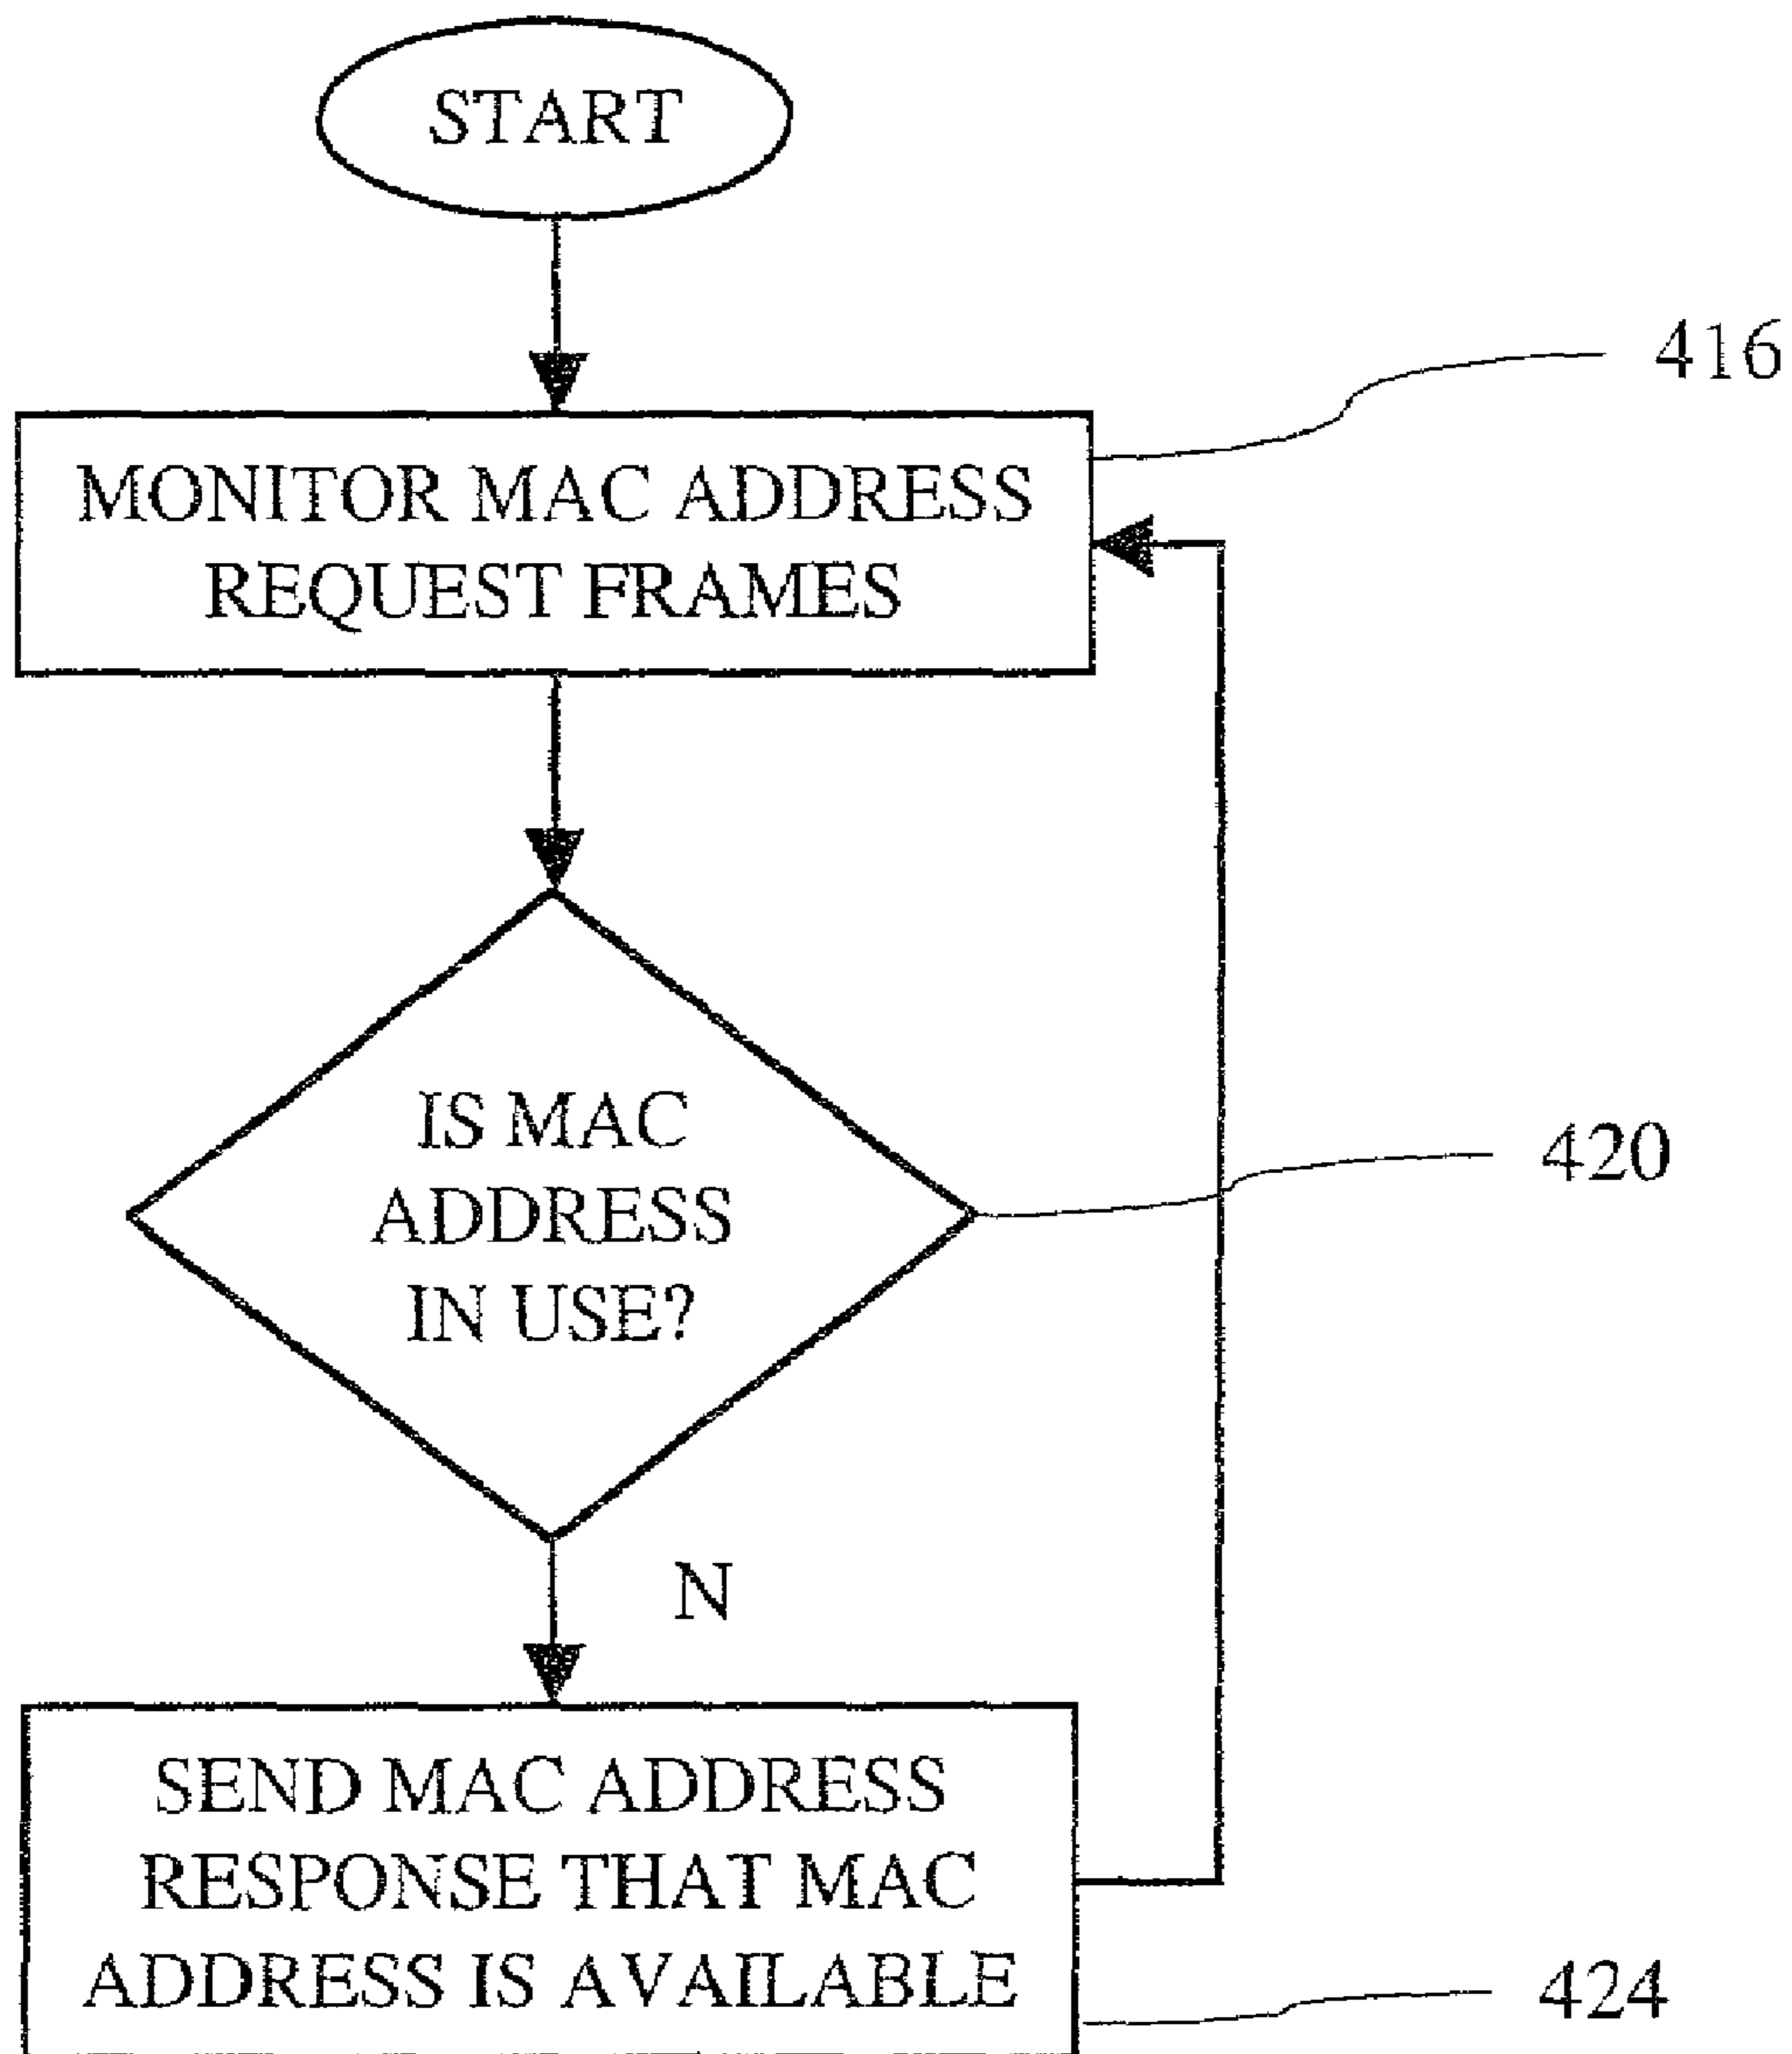 START
416
MONITOR MAC ADDRESS
REQUEST FRAMES
IS MAC
ADDRESS
IN USE?
420
N
SEND MAC ADDRESS
RESPONSE THAT MAC
ADDRESS IS AVAILABLE
424